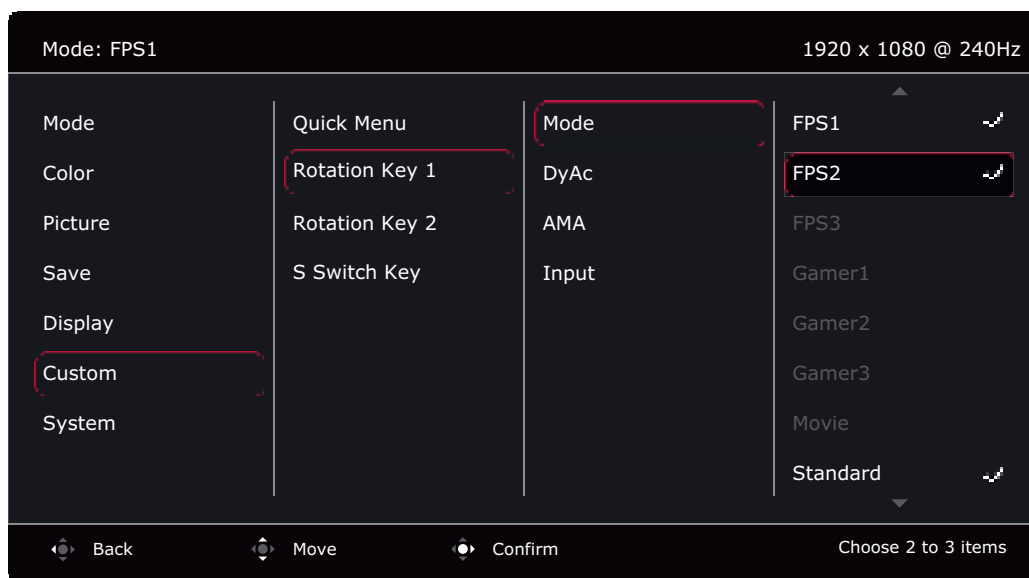 Mode: FPS1
1920 x 1080 @ 240Hz
Mode
Color
Picture
Save
Display
Custom
System
Quick Menu
Rotation Key 1
Rotation Key 2
S Switch Key
Mode
DyAc
AMA
Input
FPS1
FPS2
FPS3
Gamer1
Gamer2
Gamer3
Movie
Standard
Back
Move
Confirm
Choose 2 to 3 items